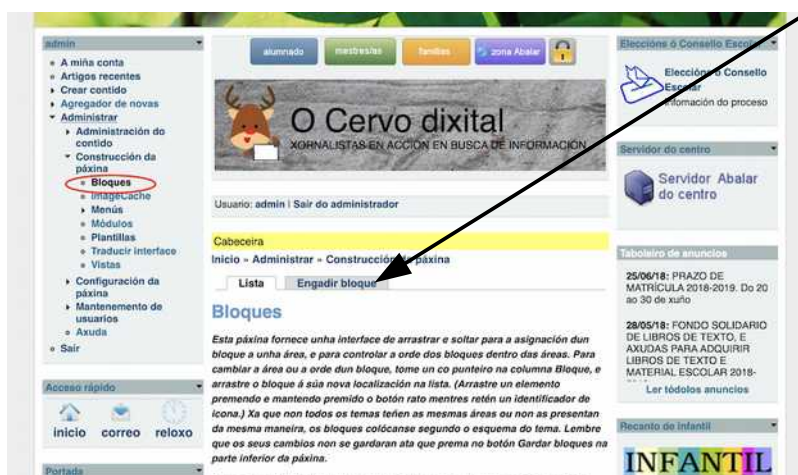 admin
A miña conta
Artigos recentes
Crear contido
Agregador de novas
Administrar
Administración do
contido
Construcción da
páxina
Bloques
ImageCache
Menús
Módulos
Plantillas
Traducir interface
Vistas
Configuración da
páxina
Mantenemento de
usuarios
Axuda
Sair
Acceso rápido
inicio correo reloxo
Portada
alumnado mestres/as familias zona Abalar
O Cervo dixital
XORNALISTAS EN ACCIÓN EN BUSCA DE INFORMACIÓN
Usuario: admin | Sair do administrador
Cabeceira
Inicio » Administrar » Construcción da páxina
Lista Engadir bloque
Bloques
Esta páxina fornece unha interface de arrastrar e soltar para a asignación dun
bloque a unha área, e para controlar a orde dos bloques dentro das áreas. Para
cambiar a área ou a orde dun bloque, tome un co punteiro na columna Bloque, e
arrastre o bloque á súa nova localización na lista. (Arrastre un elemento
premendo e mantendo premido o botón rato mentres retén un identificador de
icona.) Xa que non todos os temas teñen as mesmas áreas ou non as presentan
da mesma maneira, os bloques colócanse segundo o esquema do tema. Lembre
que os seus cambios non se gardaran ata que prema no botón Gardar bloques na
parte inferior da páxina.
Eleccións ó Consello Escolar
Eleccións ó Consello
Escolar
Información do proceso
Servidor do centro
Servidor Abalar
do centro
Taboleiro de anuncios
25/06/18: PRAZO DE
MATRÍCULA 2018-2019. Do 20
ao 30 de xuño
28/05/18: FONDO SOLIDARIO
DE LIBROS DE TEXTO, E
AXUDAS PARA ADQUIRIR
LIBROS DE TEXTO E
MATERIAL ESCOLAR 2018-
Ler tódolos anuncios
Recanto de infantil
INFANTIL